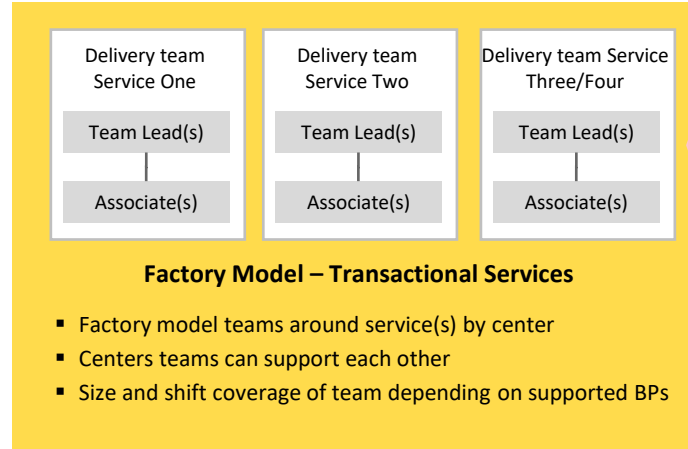 Delivery team
Service One
Team Lead(s)
Associate(s)
Delivery team
Service Two
Team Lead(s)
Associate(s)
Delivery team Service
Three/Four
Team Lead(s)
Associate(s)
Factory Model – Transactional Services
▪ Factory model teams around service(s) by center
▪ Centers teams can support each other
▪ Size and shift coverage of team depending on supported BPs